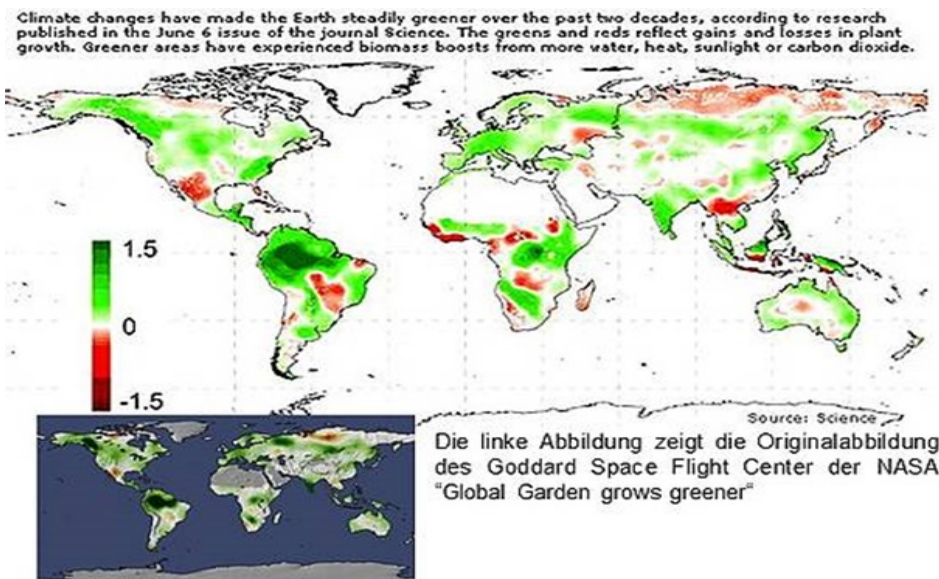 Climate changes have made the Earth steadily greener over the past two decades, according to research
published in the June 6 issue of the journal Science. The greens and reds reflect gains and losses in plant
growth. Greener areas have experienced biomass boosts from more water, heat, sunlight or carbon dioxide.
1.5
0
-1.5
Source: Science
Die linke Abbildung zeigt die Originalabbildung
des Goddard Space Flight Center der NASA
“Global Garden grows greener“